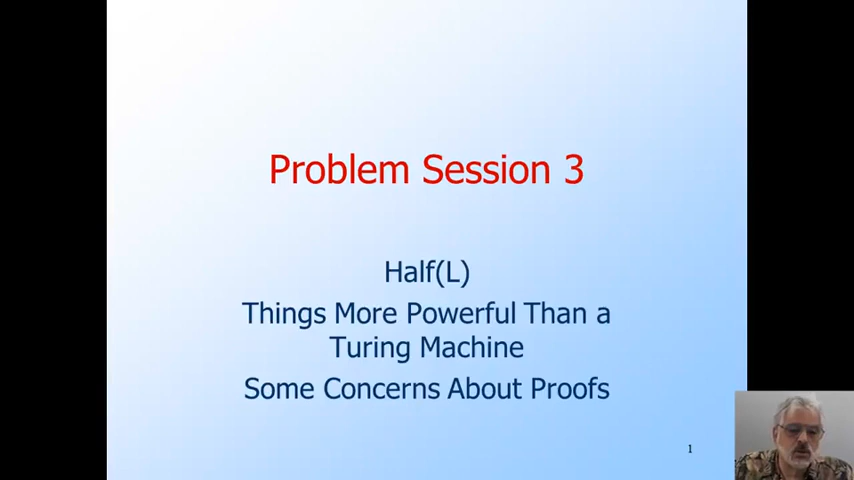 Problem Session 3
Half(L)
Things More Powerful Than a
Turing Machine
Some Concerns About Proofs
1